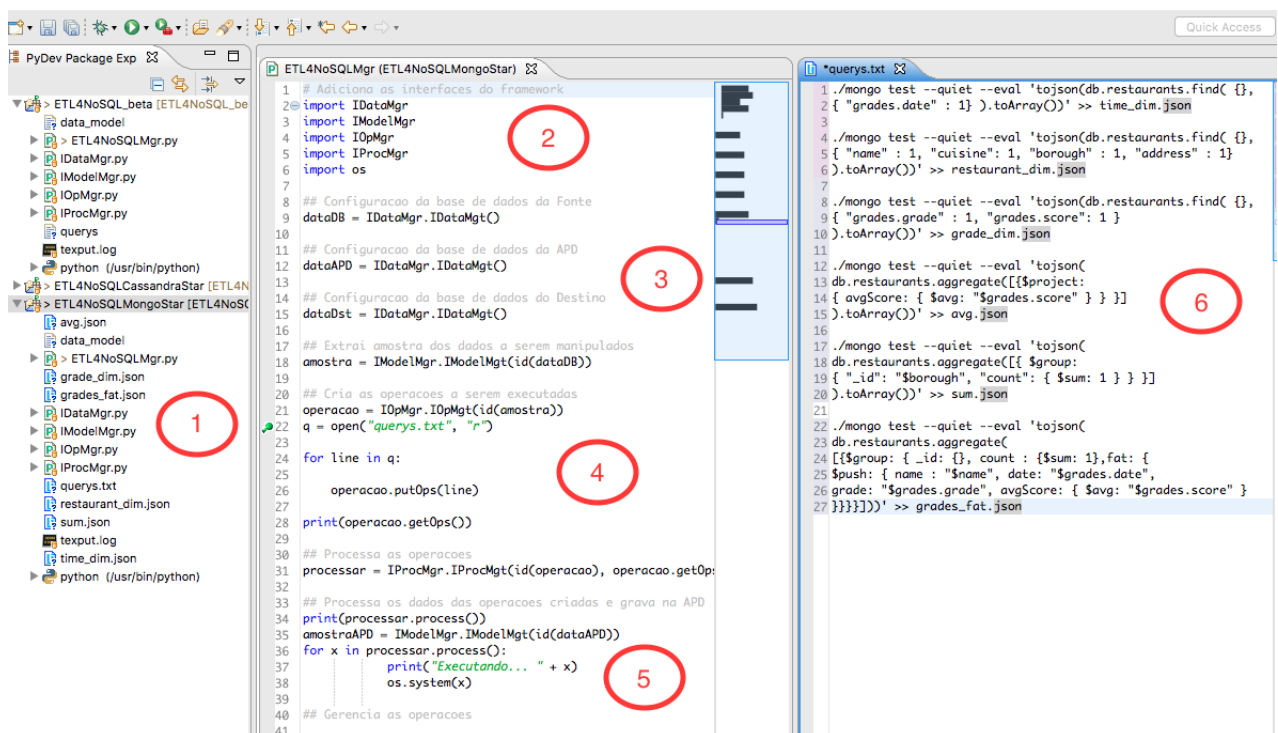 Quick Access
PyDev Package Exp
> ETL4NoSQL_beta [ETL4NoSQL_be
data_model
> ETL4NoSQLMgr.py
IDataMgr.py
IModelMgr.py
IOpMgr.py
IProcMgr.py
querys
texput.log
python (/usr/bin/python)
> ETL4NoSQLCassandraStar [ETL4N
> ETL4NoSQLMongoStar [ETL4NoS(
avg.json
data_model
> ETL4NoSQLMgr.py
grade_dim.json
grades_fat.json
IDataMgr.py
IModelMgr.py
IOpMgr.py
IProcMgr.py
querys.txt
restaurant_dim.json
sum.json
texput.log
time_dim.json
python (/usr/bin/python)
1
ETL4NoSQLMgr (ETL4NoSQLMongoStar)
1 # Adiciona as interfaces do framework
2 import IDataMgr
3 import IModelMgr
4 import IOpMgr
5 import IProcMgr
6 import os
7
8 ## Configuracao da base de dados da Fonte
9 dataDB = IDataMgr.IDataMgt()
10
11 ## Configuracao da base de dados da APD
12 dataAPD = IDataMgr.IDataMgt()
13
14 ## Configuracao da base de dados do Destino
15 dataDst = IDataMgr.IDataMgt()
16
17 ## Extrai amostra dos dados a serem manipulados
18 amostra = IModelMgr.IModelMgt(id(dataDB))
19
20 ## Cria as operacoes a serem executadas
21 operacao = IOpMgr.IOpMgt(id(amostra))
22 q = open("querys.txt", "r")
23
24 for line in q:
25
26 operacao.putOps(line)
27
28 print(operacao.getOps())
29
30 ## Processa as operacoes
31 processar = IProcMgr.IProcMgt(id(operacao), operacao.getOp
32
33 ## Processa os dados das operacoes criadas e grava na APD
34 print(processar.process())
35 amostraAPD = IModelMgr.IModelMgt(id(dataAPD))
36 for x in processar.process():
37 print("Executando... " + x)
38 os.system(x)
39
40 ## Gerencia as operacoes
41
2
3
4
5
*querys.txt
1 ./mongo test --quiet --eval 'tojson(db.restaurants.find( {},
2 { "grades.date" : 1} ).toArray())' >> time_dim.json
3
4 ./mongo test --quiet --eval 'tojson(db.restaurants.find( {},
5 { "name" : 1, "cuisine": 1, "borough" : 1, "address" : 1}
6 ).toArray())' >> restaurant_dim.json
7
8 ./mongo test --quiet --eval 'tojson(db.restaurants.find( {},
9 { "grades.grade" : 1, "grades.score": 1 }
10 ).toArray())' >> grade_dim.json
11
12 ./mongo test --quiet --eval 'tojson(
13 db.restaurants.aggregate([{$project:
14 { avgScore: { $avg: "$grades.score" } } }]
15 ).toArray())' >> avg.json
16
17 ./mongo test --quiet --eval 'tojson(
18 db.restaurants.aggregate([{ $group:
19 { "_id": "$borough", "count": { $sum: 1 } } }]
20 ).toArray())' >> sum.json
21
22 ./mongo test --quiet --eval 'tojson(
23 db.restaurants.aggregate(
24 [{$group: { _id: {}, count : {$sum: 1},fat: {
25 $push: { name : "$name", date: "$grades.date",
26 grade: "$grades.grade", avgScore: { $avg: "$grades.score" }
27 }}}}]))' >> grades_fat.json
6